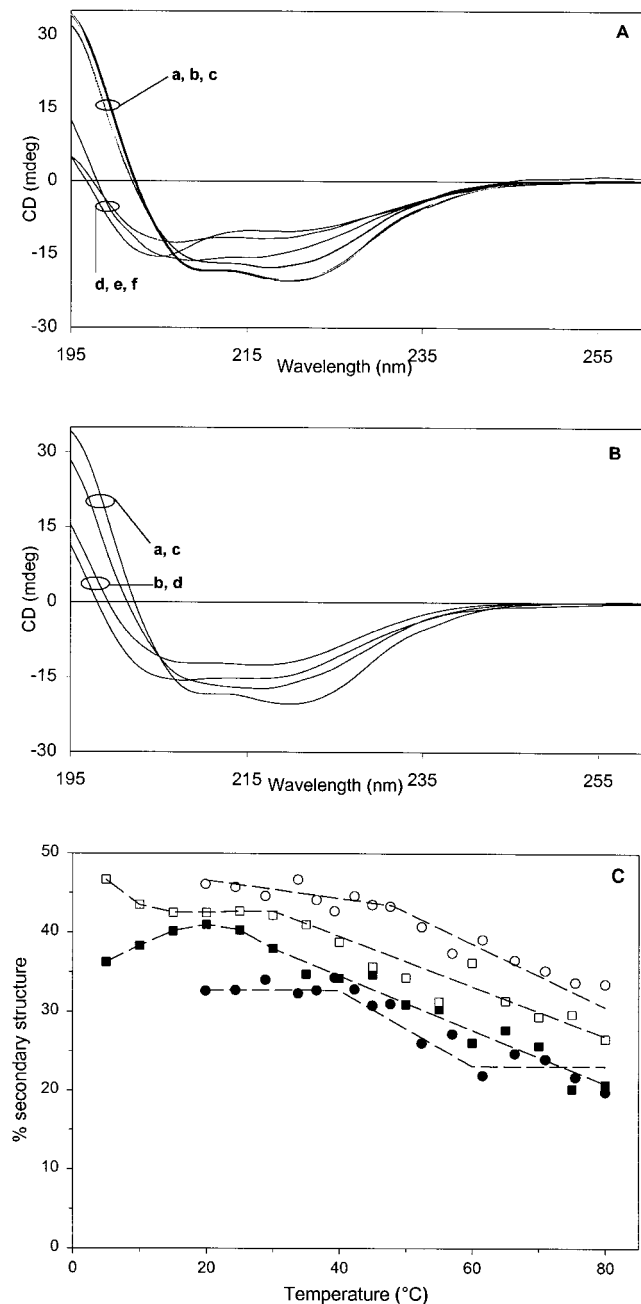 A
30
15
0
-15
-30
CD (mdeg)
a, b, c
d, e, f
195
215
235
255
Wavelength (nm)
B
30
15
0
-15
-30
CD (mdeg)
a, c
b, d
195
215
235
255
Wavelength (nm)
C
50
40
30
20
10
0
% secondary structure
0
20
40
60
80
Temperature (°C)